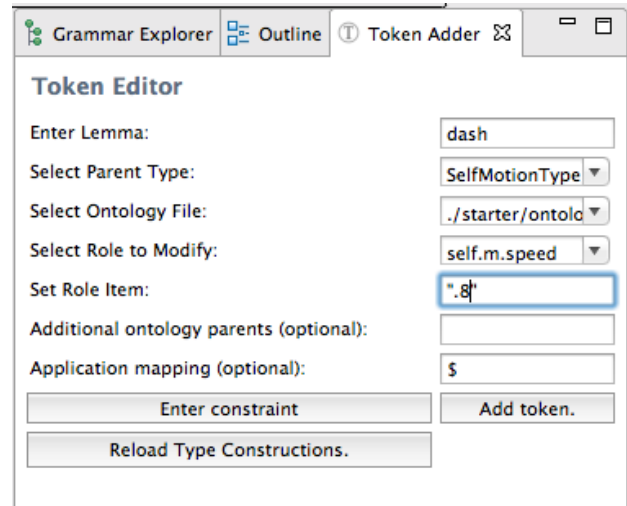 Grammar Explorer Outline T Token Adder
Token Editor
Enter Lemma: dash
Select Parent Type: SelfMotionType
Select Ontology File: ./starter/ontolo
Select Role to Modify: self.m.speed
Set Role Item: ".8"
Additional ontology parents (optional):
Application mapping (optional): $
Enter constraint Add token.
Reload Type Constructions.